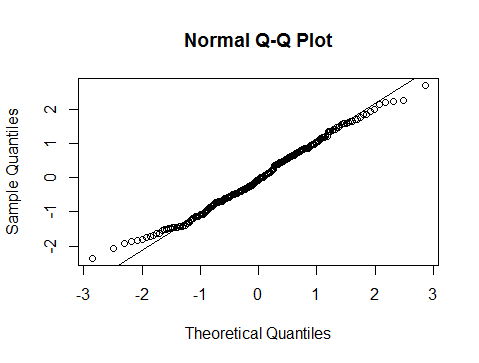 Normal Q-Q Plot
Sample Quantiles
2
1
0
-1
-2
-3 -2 -1 0 1 2 3
Theoretical Quantiles